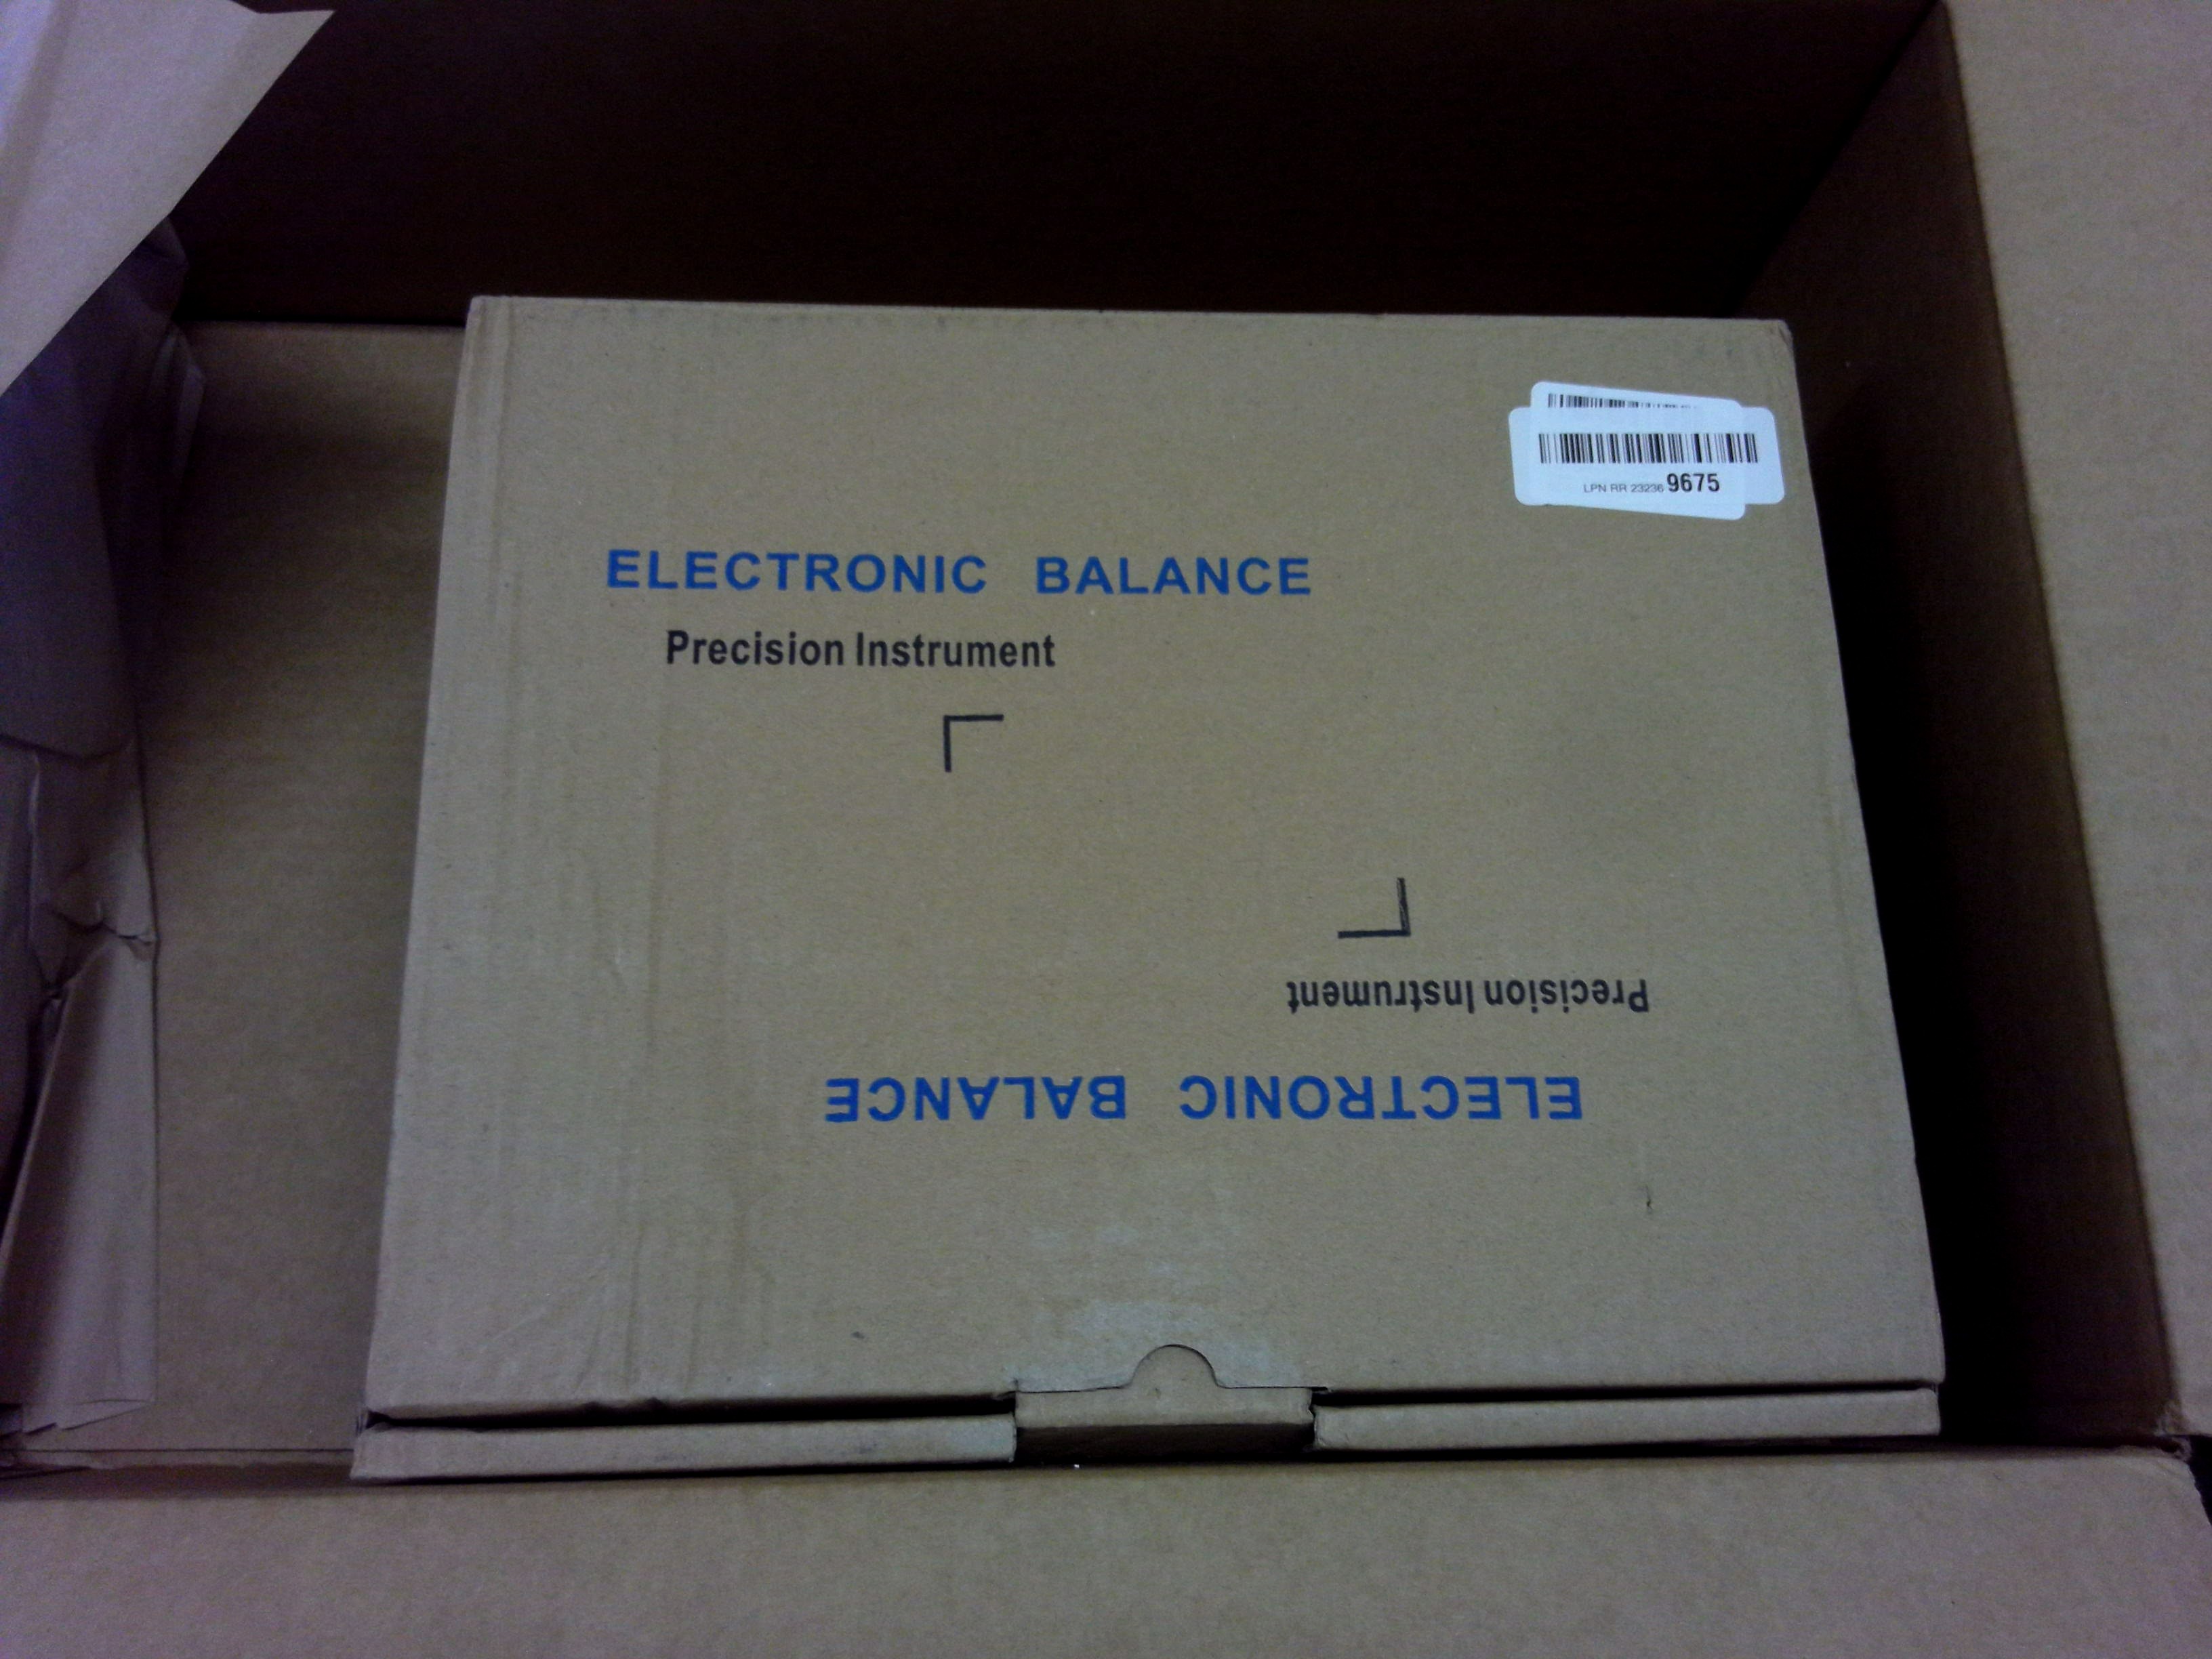 LPN RR 23236 9675
ELECTRONIC BALANCE
Precision Instrument
Precision Instrument
ELECTRONIC BALANCE